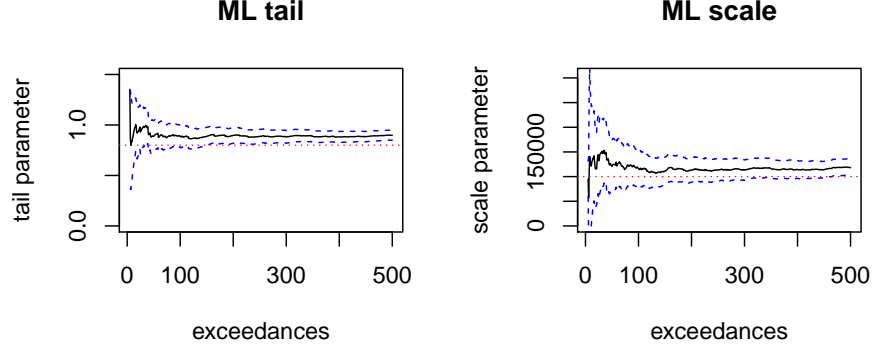 ML tail
tail parameter
0.0
1.0
0
100
300
500
exceedances
ML scale
scale parameter
0
150000
0
100
300
500
exceedances